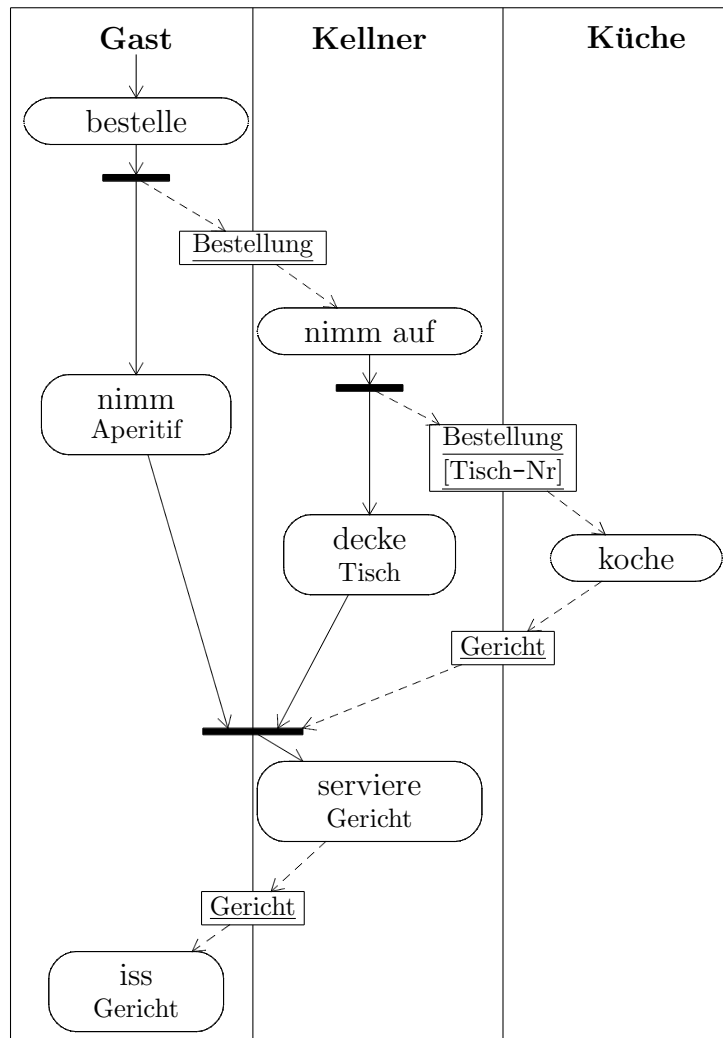 Gast
Kellner
Küche
bestelle
Bestellung
nimm auf
nimm
Aperitif
Bestellung
[Tisch-Nr]
decke
Tisch
koche
Gericht
serviere
Gericht
Gericht
iss
Gericht